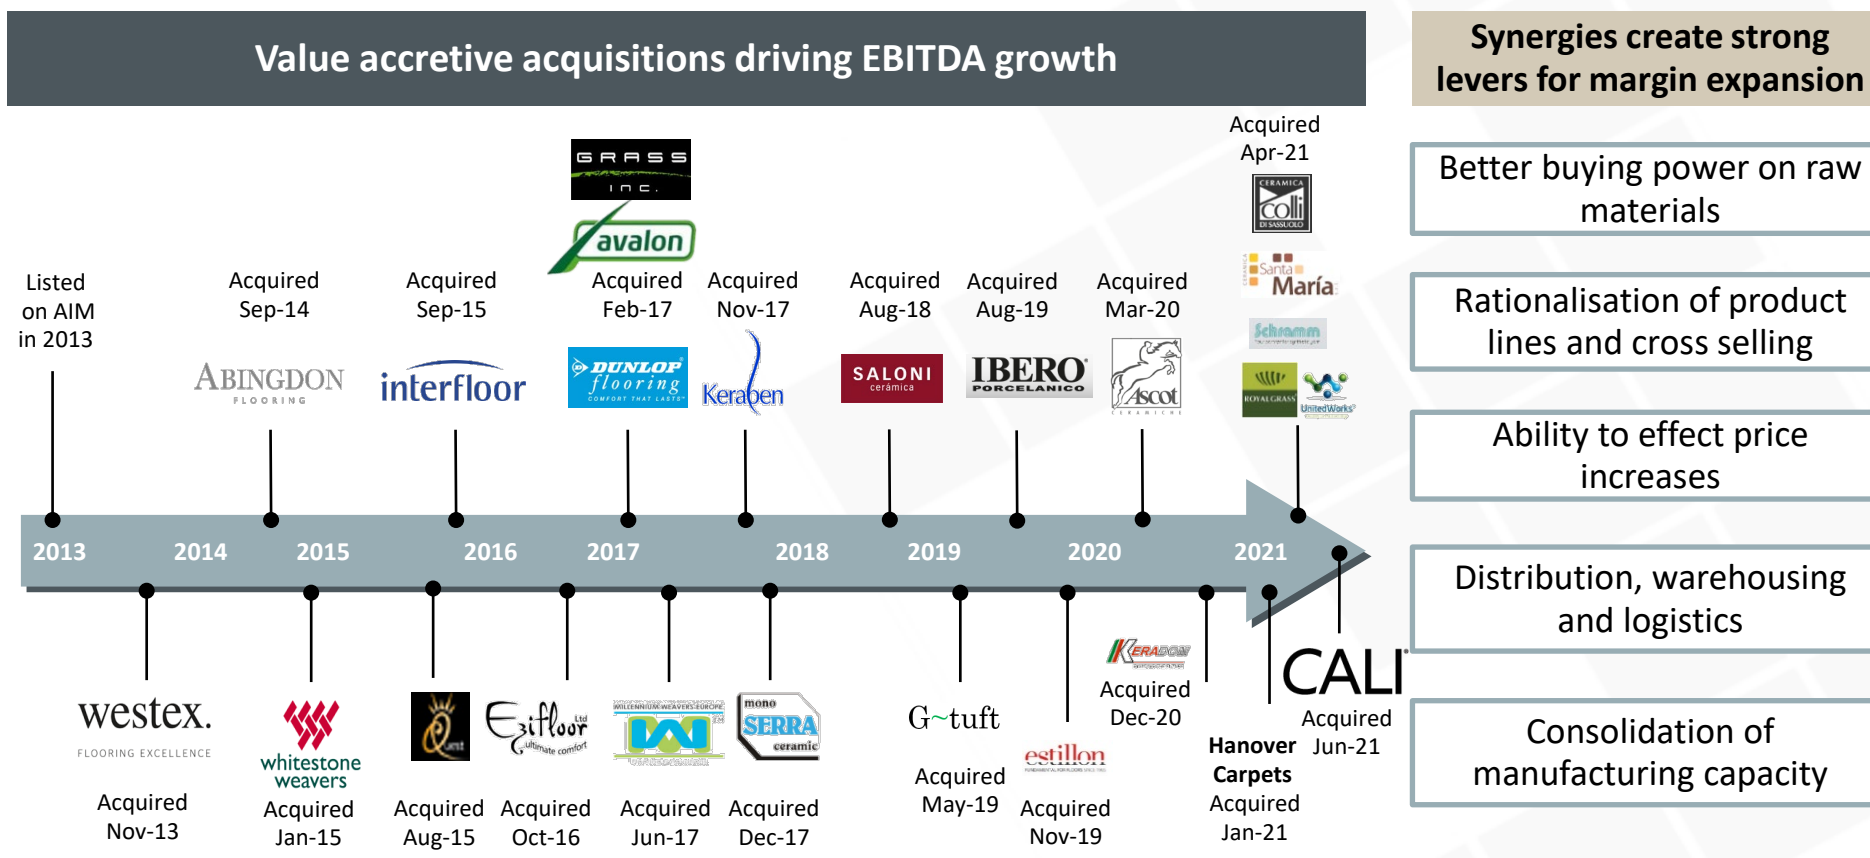 Value accretive acquisitions driving EBITDA growth
Synergies create strong
levers for margin expansion
Acquired
Apr-21
CERAMICA
Colli
DI SASSUOLO
CERAMICA
Santa
María
Schramm
ROYALGRASS
UnitedWorks
GRASS
INC.
avalon
Listed
on AIM
in 2013
Acquired
Sep-14
ABINGDON
FLOORING
Acquired
Sep-15
interfloor
Acquired
Feb-17
DUNLOP
flooring
COMFORT THAT LASTS
Acquired
Nov-17
Keraben
Acquired
Aug-18
SALONI
cerámica
Acquired
Aug-19
IBERO
PORCELANICO
Acquired
Mar-20
Ascot
CERAMICHE
2013
2014
2015
2016
2017
2018
2019
2020
2021
westex.
FLOORING EXCELLENCE
Acquired
Nov-13
whitestone
weavers
Acquired
Jan-15
Quest
Acquired
Aug-15
Ezifloor Ltd
ultimate comfort
Acquired
Oct-16
MILLENNIUM WEAVERS EUROPE
Acquired
Jun-17
mono
SERRA
ceramic
Acquired
Dec-17
G~tuft
Acquired
May-19
estillon
Acquired
Nov-19
KERADOM
Acquired
Dec-20
Hanover
Carpets
Acquired
Jan-21
CALI
Acquired
Jun-21
Better buying power on raw
materials
Rationalisation of product
lines and cross selling
Ability to effect price
increases
Distribution, warehousing
and logistics
Consolidation of
manufacturing capacity